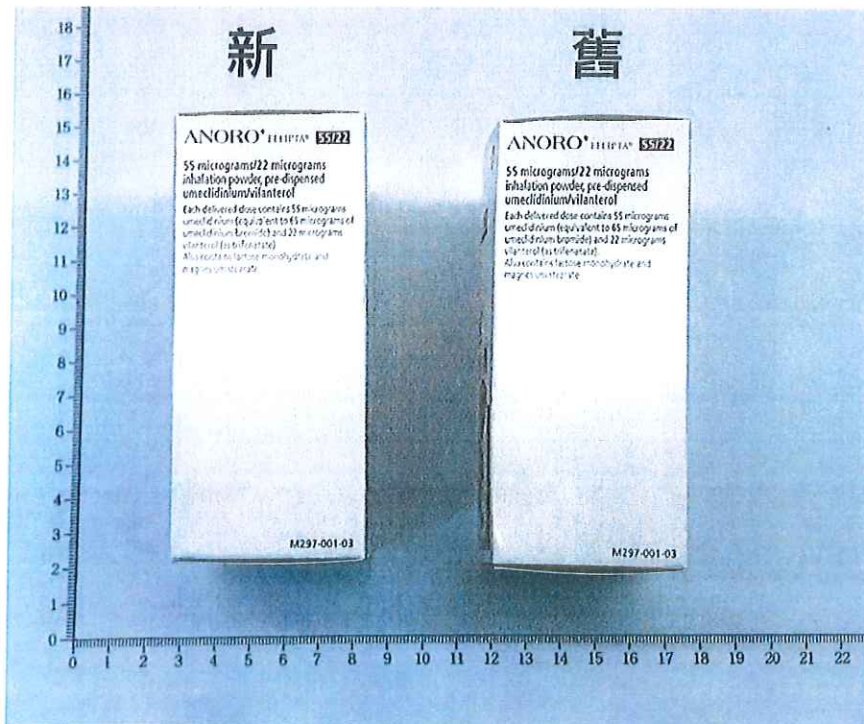 新
舊
ANORO® ELLIPTA® 55/22
55 micrograms/22 micrograms
inhalation powder, pre-dispensed
umeclidinium/vilanterol
Each delivered dose contains 55 micrograms
umeclidinium (equivalent to 65 micrograms of
umeclidinium bromide) and 22 micrograms
vilanterol (as trifenatate).
Also contains lactose monohydrate and
magnesium stearate.
M297-001-03
ANORO® ELLIPTA® 55/22
55 micrograms/22 micrograms
inhalation powder, pre-dispensed
umeclidinium/vilanterol
Each delivered dose contains 55 micrograms
umeclidinium (equivalent to 65 micrograms of
umeclidinium bromide) and 22 micrograms
vilanterol (as trifenatate).
Also contains lactose monohydrate and
magnesium stearate.
M297-001-03
18
17
16
15
14
13
12
11
10
9
8
7
6
5
4
3
2
1
0
0 1 2 3 4 5 6 7 8 9 10 11 12 13 14 15 16 17 18 19 20 21 22